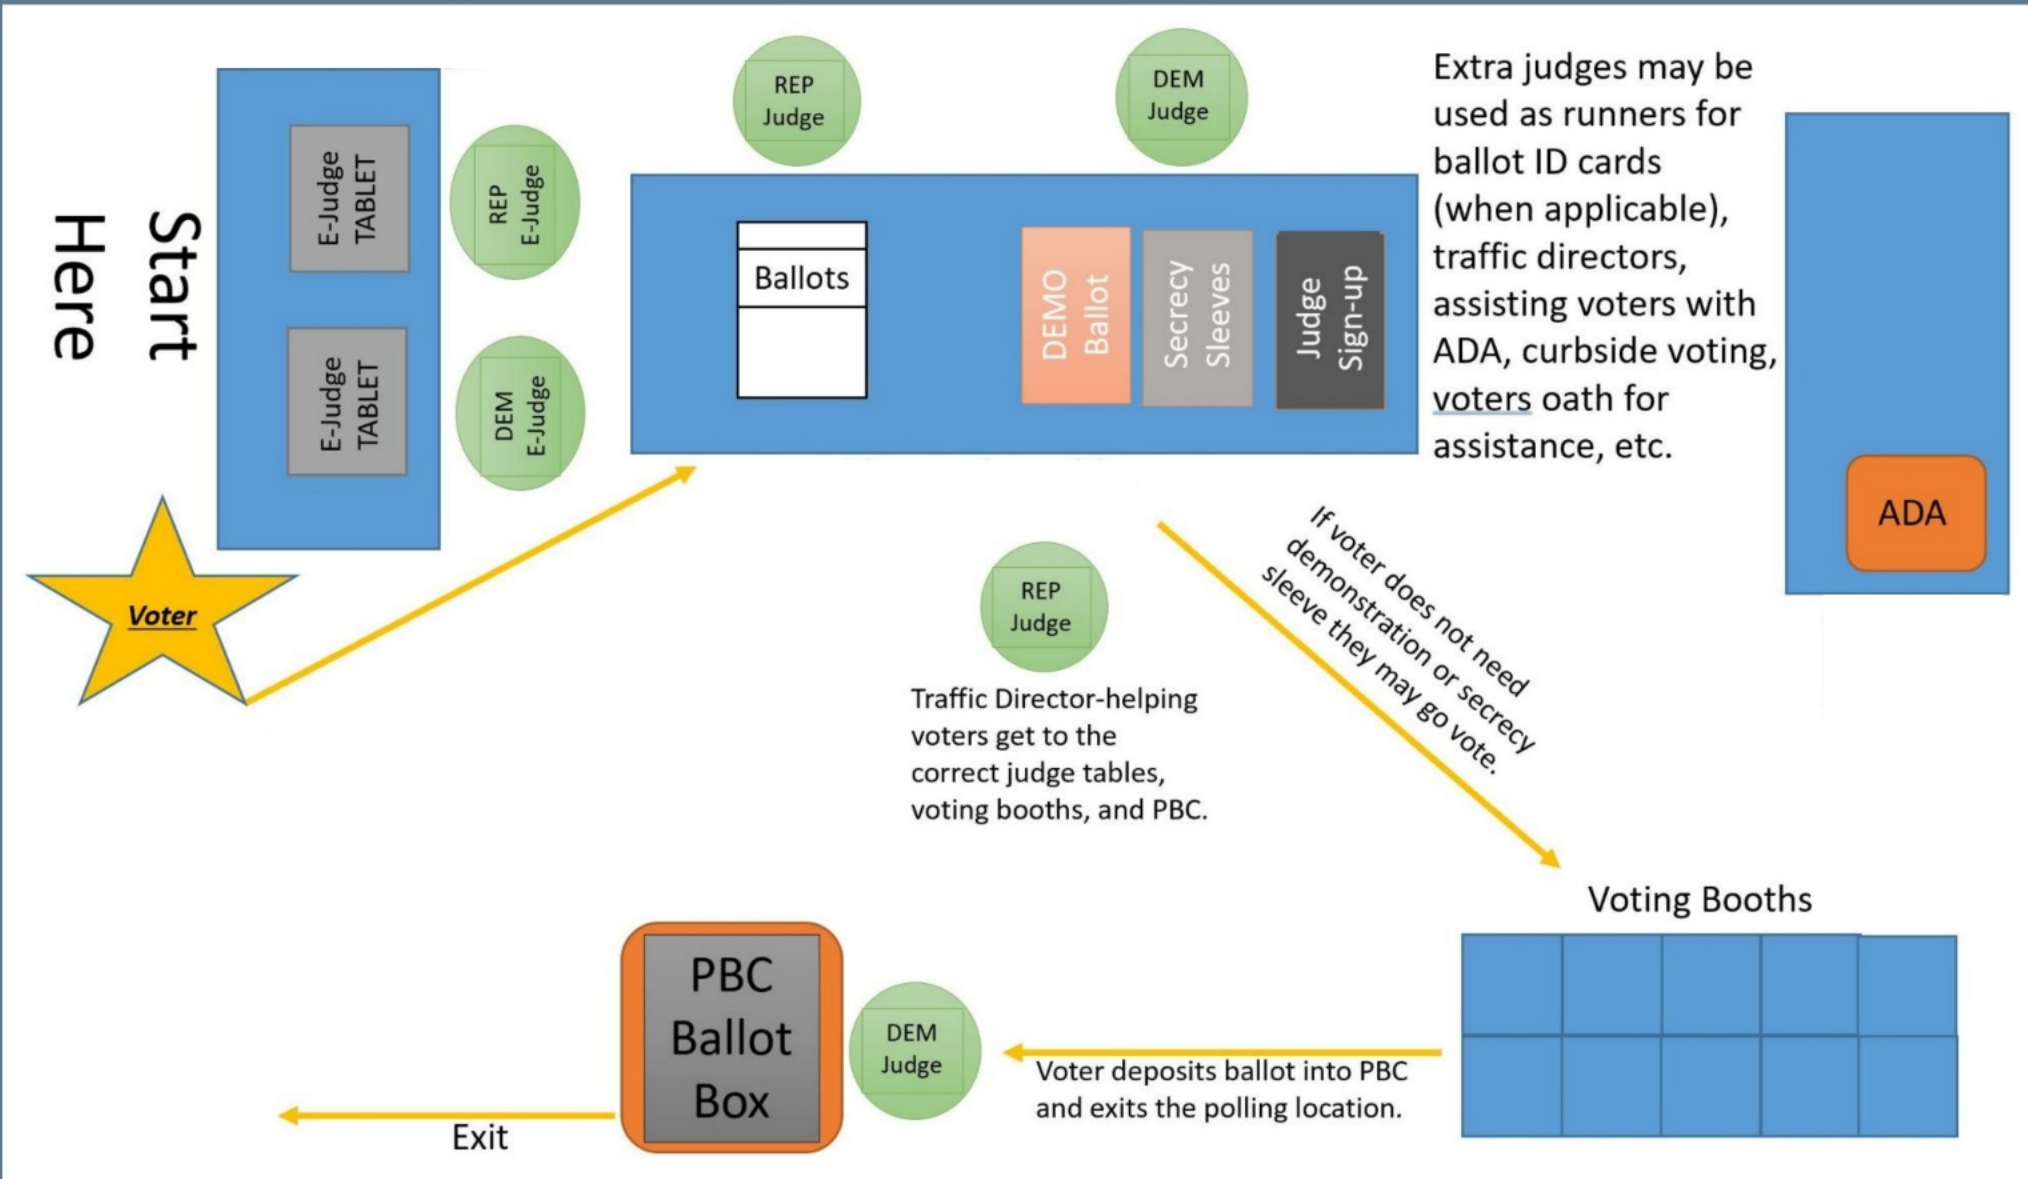 Start
Here
E-Judge
TABLET
E-Judge
TABLET
REP
E-Judge
DEM
E-Judge
Voter
REP
Judge
DEM
Judge
Ballots
DEMO
Ballot
Secrecy
Sleeves
Judge
Sign-up
Extra judges may be
used as runners for
ballot ID cards
(when applicable),
traffic directors,
assisting voters with
ADA, curbside voting,
voters oath for
assistance, etc.
ADA
REP
Judge
Traffic Director-helping
voters get to the
correct judge tables,
voting booths, and PBC.
If voter does not need
demonstration or secrecy
sleeve they may go vote.
Voting Booths
Voter deposits ballot into PBC
and exits the polling location.
DEM
Judge
PBC
Ballot
Box
Exit